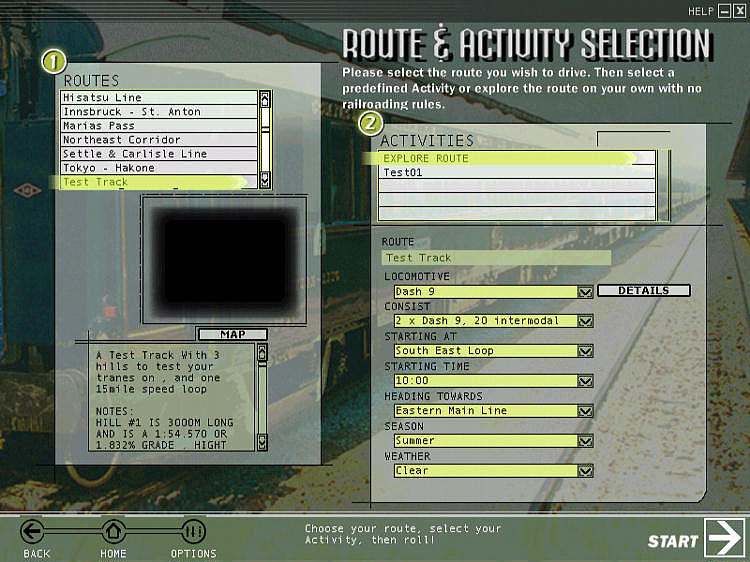 HELP
ROUTE & ACTIVITY SELECTION
Please select the route you wish to drive. Then select a
predefined Activity or explore the route on your own with no
railroading rules.
1
ROUTES
Hisatsu Line
Innsbruck - St. Anton
Marias Pass
Northeast Corridor
Settle & Carlisle Line
Tokyo - Hakone
Test Track
MAP
A Test Track With 3
hills to test your
tranes on , and one
15mile speed loop
NOTES:
HILL #1 IS 3000M LONG
AND IS A 1:54.570 OR
1.832% GRADE , HIGHT
2
ACTIVITIES
EXPLORE ROUTE
Test01
ROUTE
Test Track
LOCOMOTIVE
Dash 9
DETAILS
CONSIST
2 x Dash 9, 20 intermodal
STARTING AT
South East Loop
STARTING TIME
10:00
HEADING TOWARDS
Eastern Main Line
SEASON
Summer
WEATHER
Clear
BACK
HOME
OPTIONS
Choose your route, select your
Activity, then roll!
START